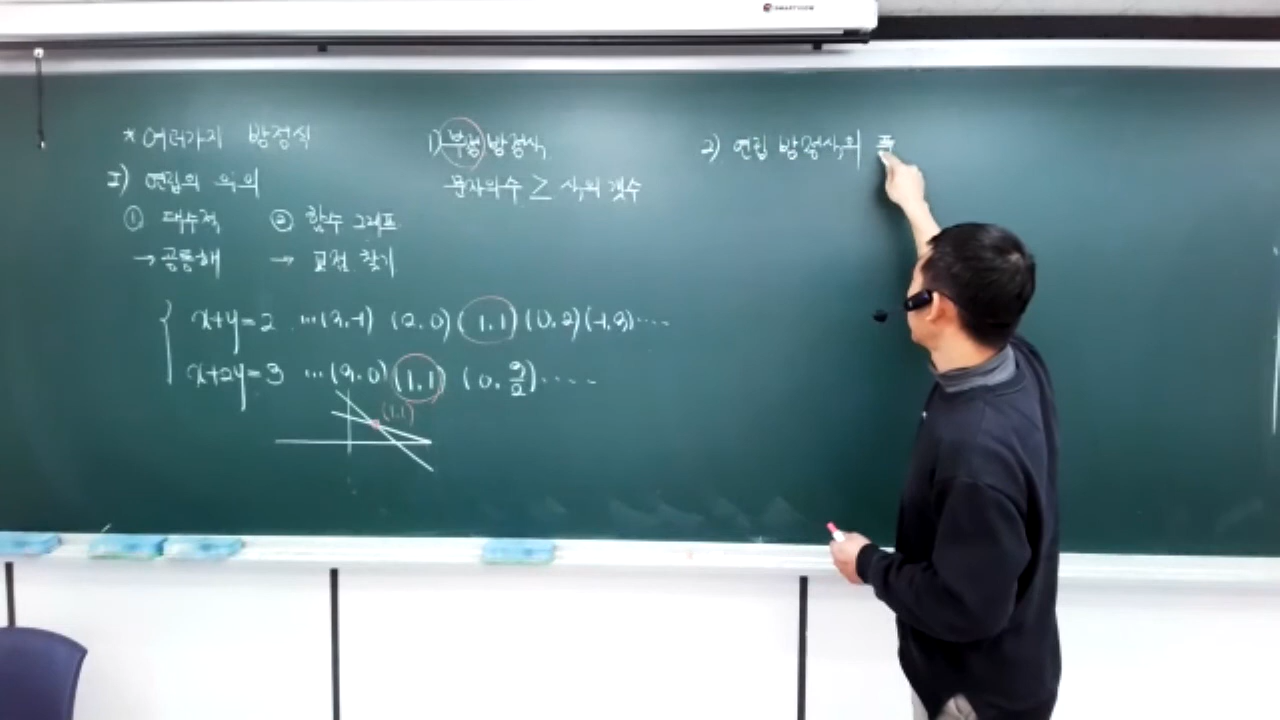 SMART VIEW
* 여러가지 방정식
I) 연립의 의의
① 대수적 ② 함수 그래프
→ 공통해 → 교점 찾기
x+y=2 ...(3,-1) (2,0) (1,1) (0,2) (-1,3)....
x+2y=3 ...(3,0) (1,1) (0,3/2)....
(1,1)
1) 부정방정식
문자의수 ≥ 식의 갯수
2) 연립 방정식의